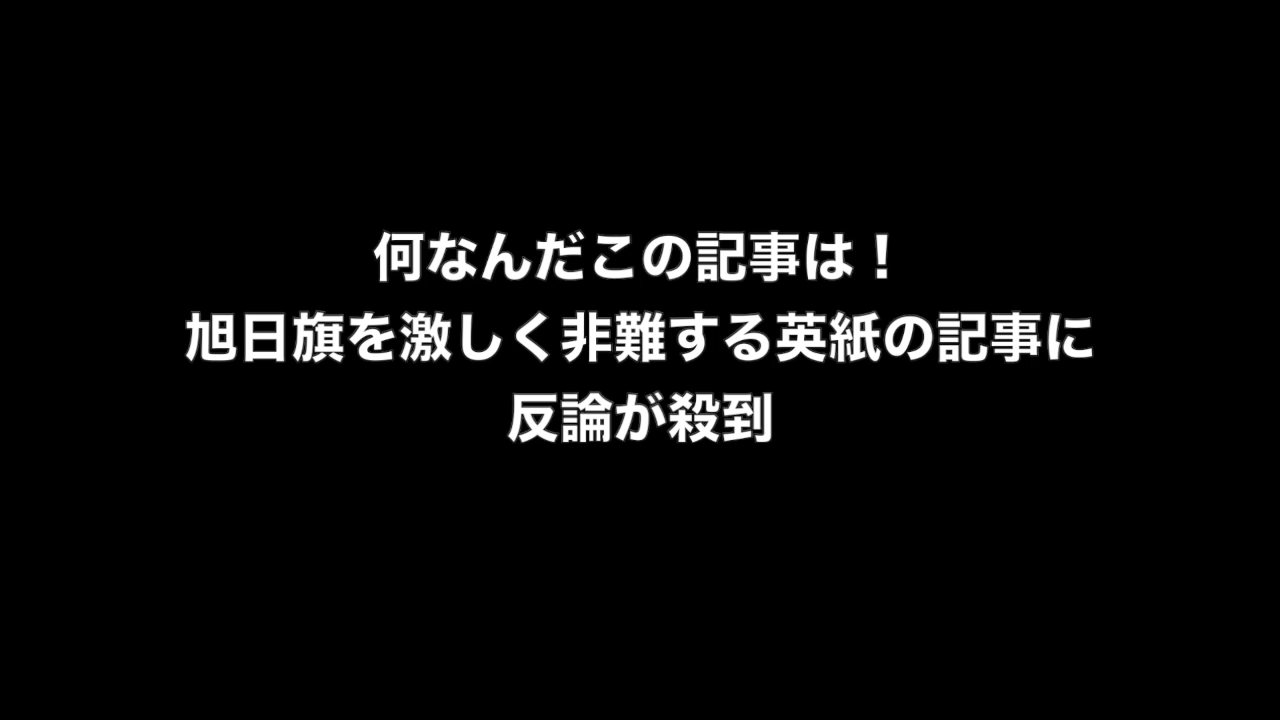 何なんだこの記事は！
旭日旗を激しく非難する英紙の記事に
反論が殺到